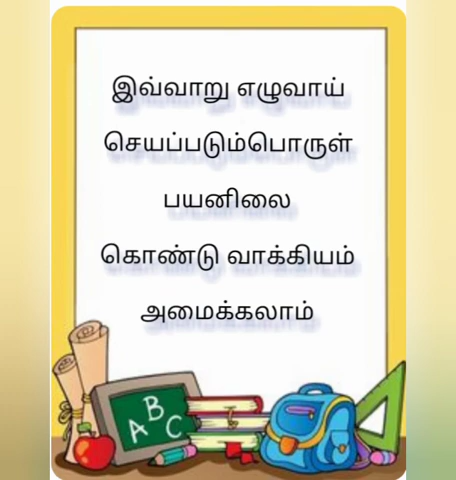 இவ்வாறு எழுவாய்
செயப்படும்பொருள்
பயனிலை
கொண்டு வாக்கியம்
அமைக்கலாம்
A B C